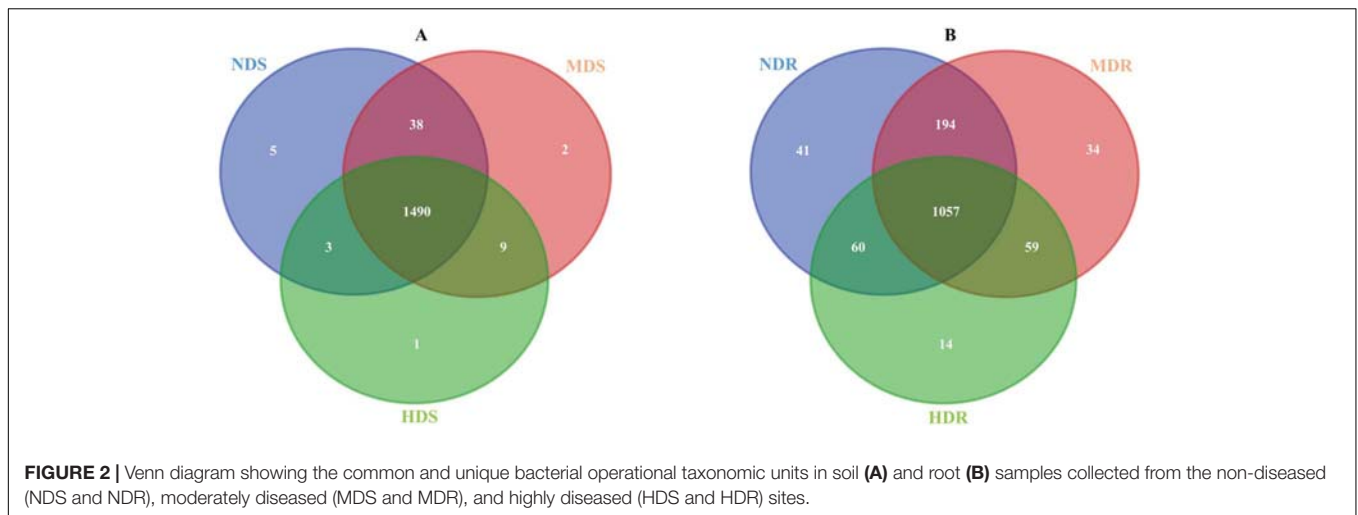 A
NDS
MDS
38
5
2
1490
3
9
1
HDS
B
NDR
MDR
194
41
34
1057
60
59
14
HDR
FIGURE 2 | Venn diagram showing the common and unique bacterial operational taxonomic units in soil (A) and root (B) samples collected from the non-diseased
(NDS and NDR), moderately diseased (MDS and MDR), and highly diseased (HDS and HDR) sites.